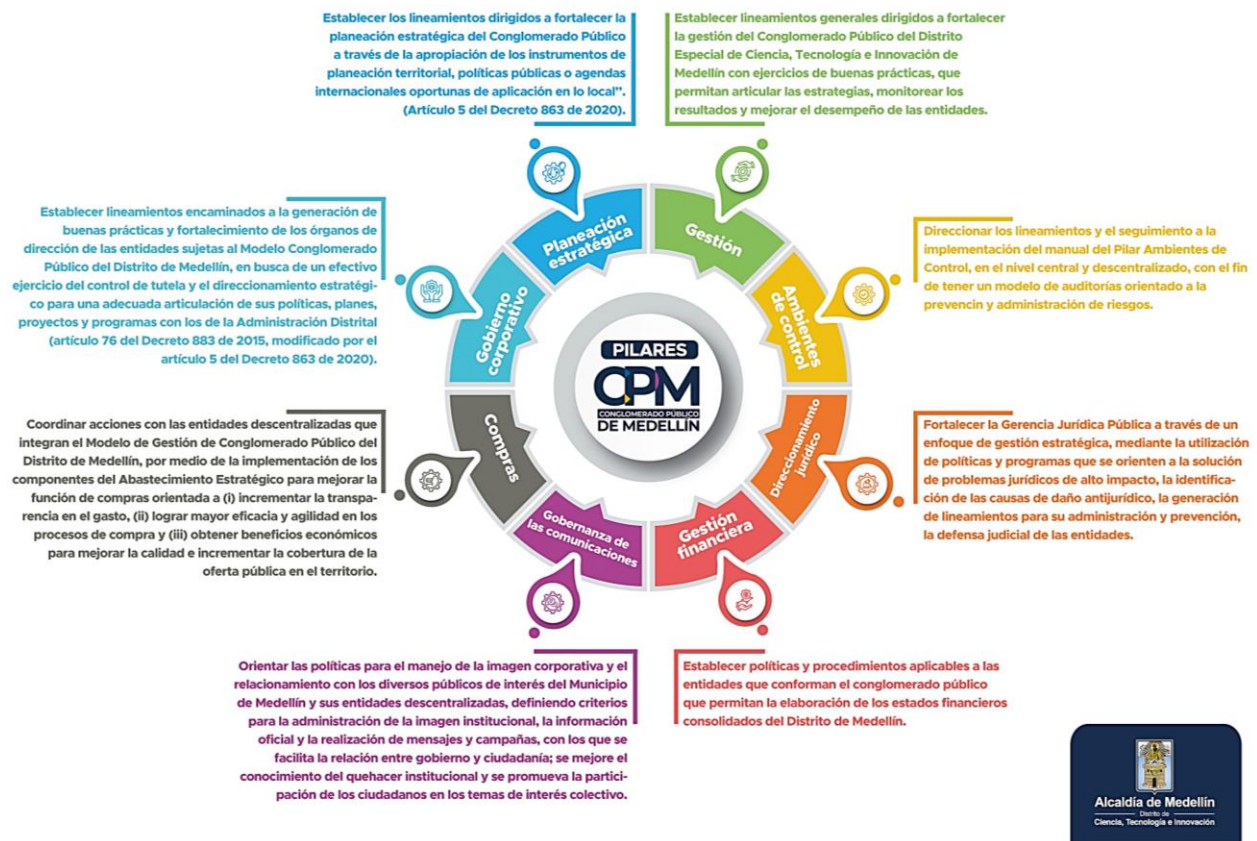 Establecer los lineamientos dirigidos a fortalecer la
planeación estratégica del Conglomerado Público
a través de la apropiación de los instrumentos de
planeación territorial, políticas públicas o agendas
internacionales oportunas de aplicación en lo local”.
(Artículo 5 del Decreto 863 de 2020).
Establecer lineamientos generales dirigidos a fortalecer
la gestión del Conglomerado Público del Distrito
Especial de Ciencia, Tecnología e Innovación de
Medellín con ejercicios de buenas prácticas, que
permitan articular las estrategias, monitorear los
resultados y mejorar el desempeño de las entidades.
Establecer lineamientos encaminados a la generación de
buenas prácticas y fortalecimiento de los órganos de
dirección de las entidades sujetas al Modelo Conglomerado
Público del Distrito de Medellín, en busca de un efectivo
ejercicio del control de tutela y el direccionamiento estratégi-
co para una adecuada articulación de sus políticas, planes,
proyectos y programas con los de la Administración Distrital
(artículo 76 del Decreto 883 de 2015, modificado por el
artículo 5 del Decreto 863 de 2020).
Planeación
estratégica
Gestión
Direccionar los lineamientos y el seguimiento a la
implementación del manual del Pilar Ambientes de
Control, en el nivel central y descentralizado, con el fin
de tener un modelo de auditorías orientado a la
prevencin y administración de riesgos.
Gobierno
corporativo
Ambientes
de control
PILARES
CPM
CONGLOMERADO PÚBLICO
DE MEDELLÍN
Coordinar acciones con las entidades descentralizadas que
integran el Modelo de Gestión de Conglomerado Público del
Distrito de Medellín, por medio de la implementación de los
componentes del Abastecimiento Estratégico para mejorar la
función de compras orientada a (i) incrementar la transpa-
rencia en el gasto, (ii) lograr mayor eficacia y agilidad en los
procesos de compra y (iii) obtener beneficios económicos
para mejorar la calidad e incrementar la cobertura de la
oferta pública en el territorio.
Compras
Direccionamiento
jurídico
Fortalecer la Gerencia Jurídica Pública a través de un
enfoque de gestión estratégica, mediante la utilización
de políticas y programas que se orienten a la solución
de problemas jurídicos de alto impacto, la identifica-
ción de las causas de daño antijurídico, la generación
de lineamientos para su administración y prevención,
la defensa judicial de las entidades.
Gobernanza de
las comunicaciones
Gestión
financiera
Orientar las políticas para el manejo de la imagen corporativa y el
relacionamiento con los diversos públicos de interés del Municipio
de Medellín y sus entidades descentralizadas, definiendo criterios
para la administración de la imagen institucional, la información
oficial y la realización de mensajes y campañas, con los que se
facilita la relación entre gobierno y ciudadanía; se mejore el
conocimiento del quehacer institucional y se promueva la partici-
pación de los ciudadanos en los temas de interés colectivo.
Establecer políticas y procedimientos aplicables a las
entidades que conforman el conglomerado público
que permitan la elaboración de los estados financieros
consolidados del Distrito de Medellín.
Alcaldía de Medellín
Distrito de
Ciencia, Tecnología e Innovación